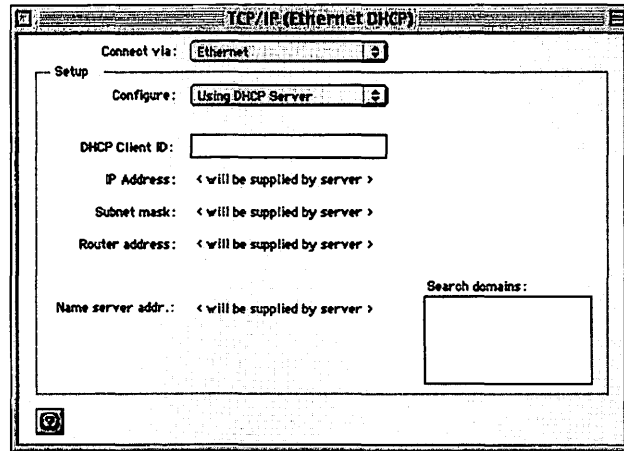 TCP/IP (Ethernet DHCP)
Connect via: Ethernet
Setup
Configure: Using DHCP Server
DHCP Client ID:
IP Address: < will be supplied by server >
Subnet mask: < will be supplied by server >
Router address: < will be supplied by server >
Search domains:
Name server addr.: < will be supplied by server >
?